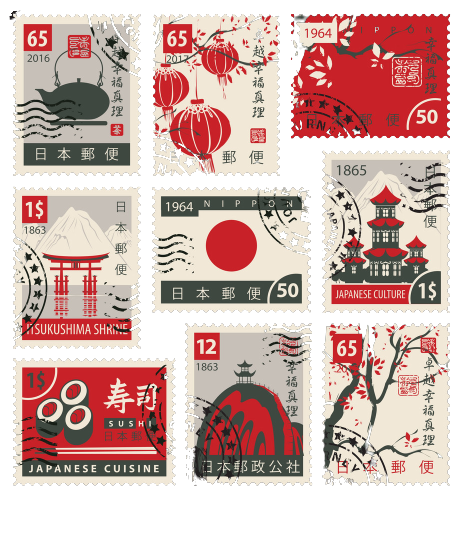 65
2016
幸福真理
日本郵便
65
2012
越幸福真理
郵便
1964
NIPPON
50
1$
1863
日本郵便
ITSUKUSHIMA SHRINE
1964 NIPPON
日本郵便 50
1865
日本郵便
JAPANESE CULTURE 1$
1$
寿司
SUSHI
日本郵便
JAPANESE CUISINE
12
1863
幸福真理
日本郵政公社
65
卓越幸福真理
日本郵便